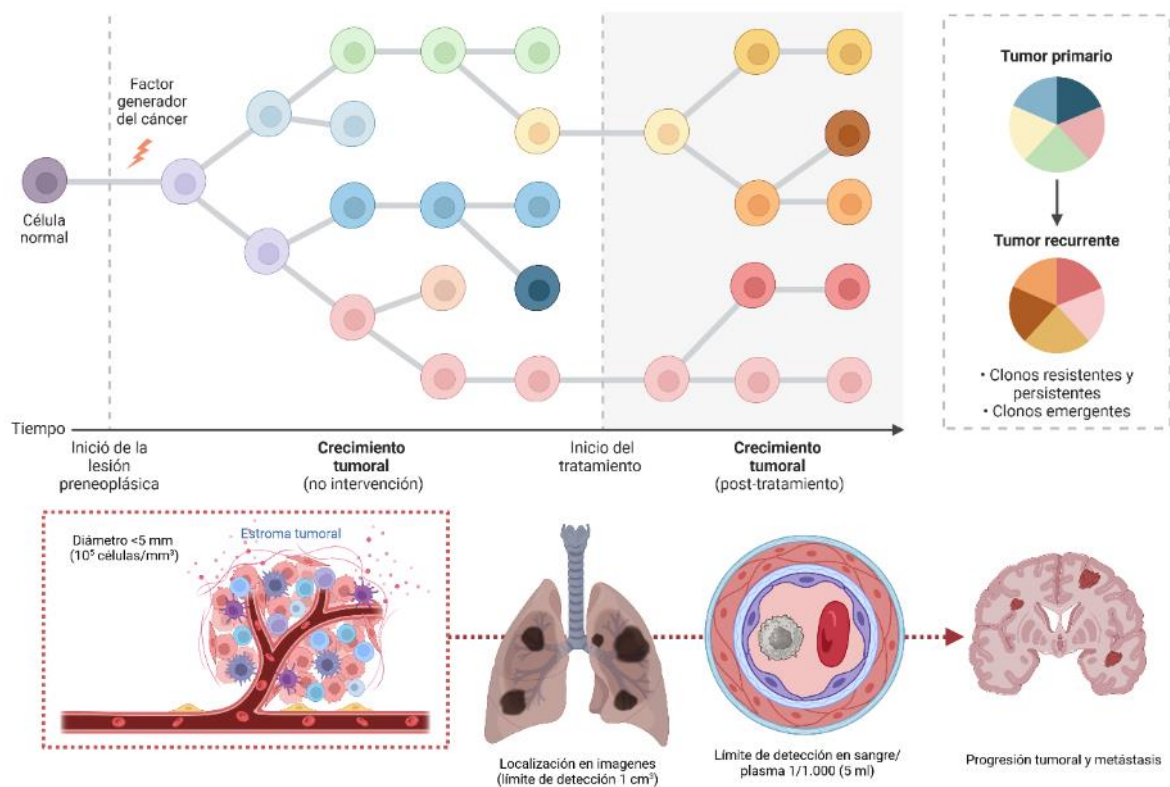 Factor
generador
del cáncer
Célula
normal
Tumor primario
Tumor recurrente
• Clonos resistentes y
persistentes
• Clonos emergentes
Tiempo
Inició de la
lesión
preneoplásica
Crecimiento
tumoral
(no intervención)
Inicio del
tratamiento
Crecimiento
tumoral
(post-tratamiento)
Diámetro <5 mm
(10⁵ células/mm³)
Estroma tumoral
Localización en imagenes
(límite de detección 1 cm³)
Límite de detección en sangre/
plasma 1/1.000 (5 ml)
Progresión tumoral y metástasis